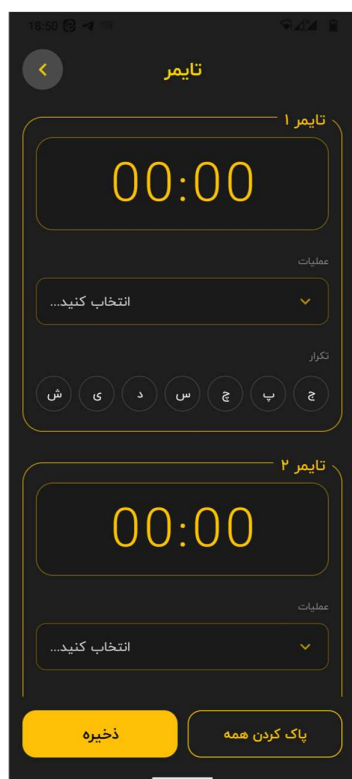 18:50
تایمر
تایمر ۱
00:00
عملیات
انتخاب کنید...
تکرار
ج پ چ س د ی ش
تایمر ۲
00:00
عملیات
انتخاب کنید...
پاک کردن همه
ذخیره